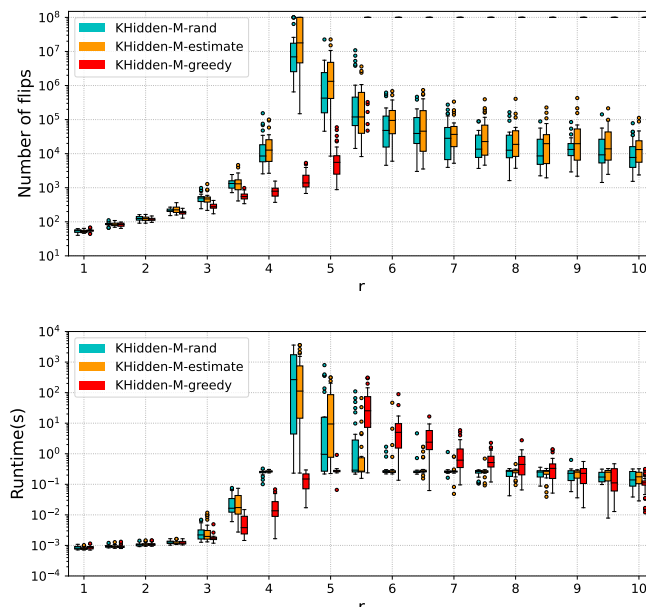 10^8
10^7
10^6
10^5
10^4
10^3
10^2
10^1
Number of flips
KHidden-M-rand
KHidden-M-estimate
KHidden-M-greedy
1 2 3 4 5 6 7 8 9 10
r
10^4
10^3
10^2
10^1
10^0
10^−1
10^−2
10^−3
10^−4
Runtime(s)
KHidden-M-rand
KHidden-M-estimate
KHidden-M-greedy
1 2 3 4 5 6 7 8 9 10
r